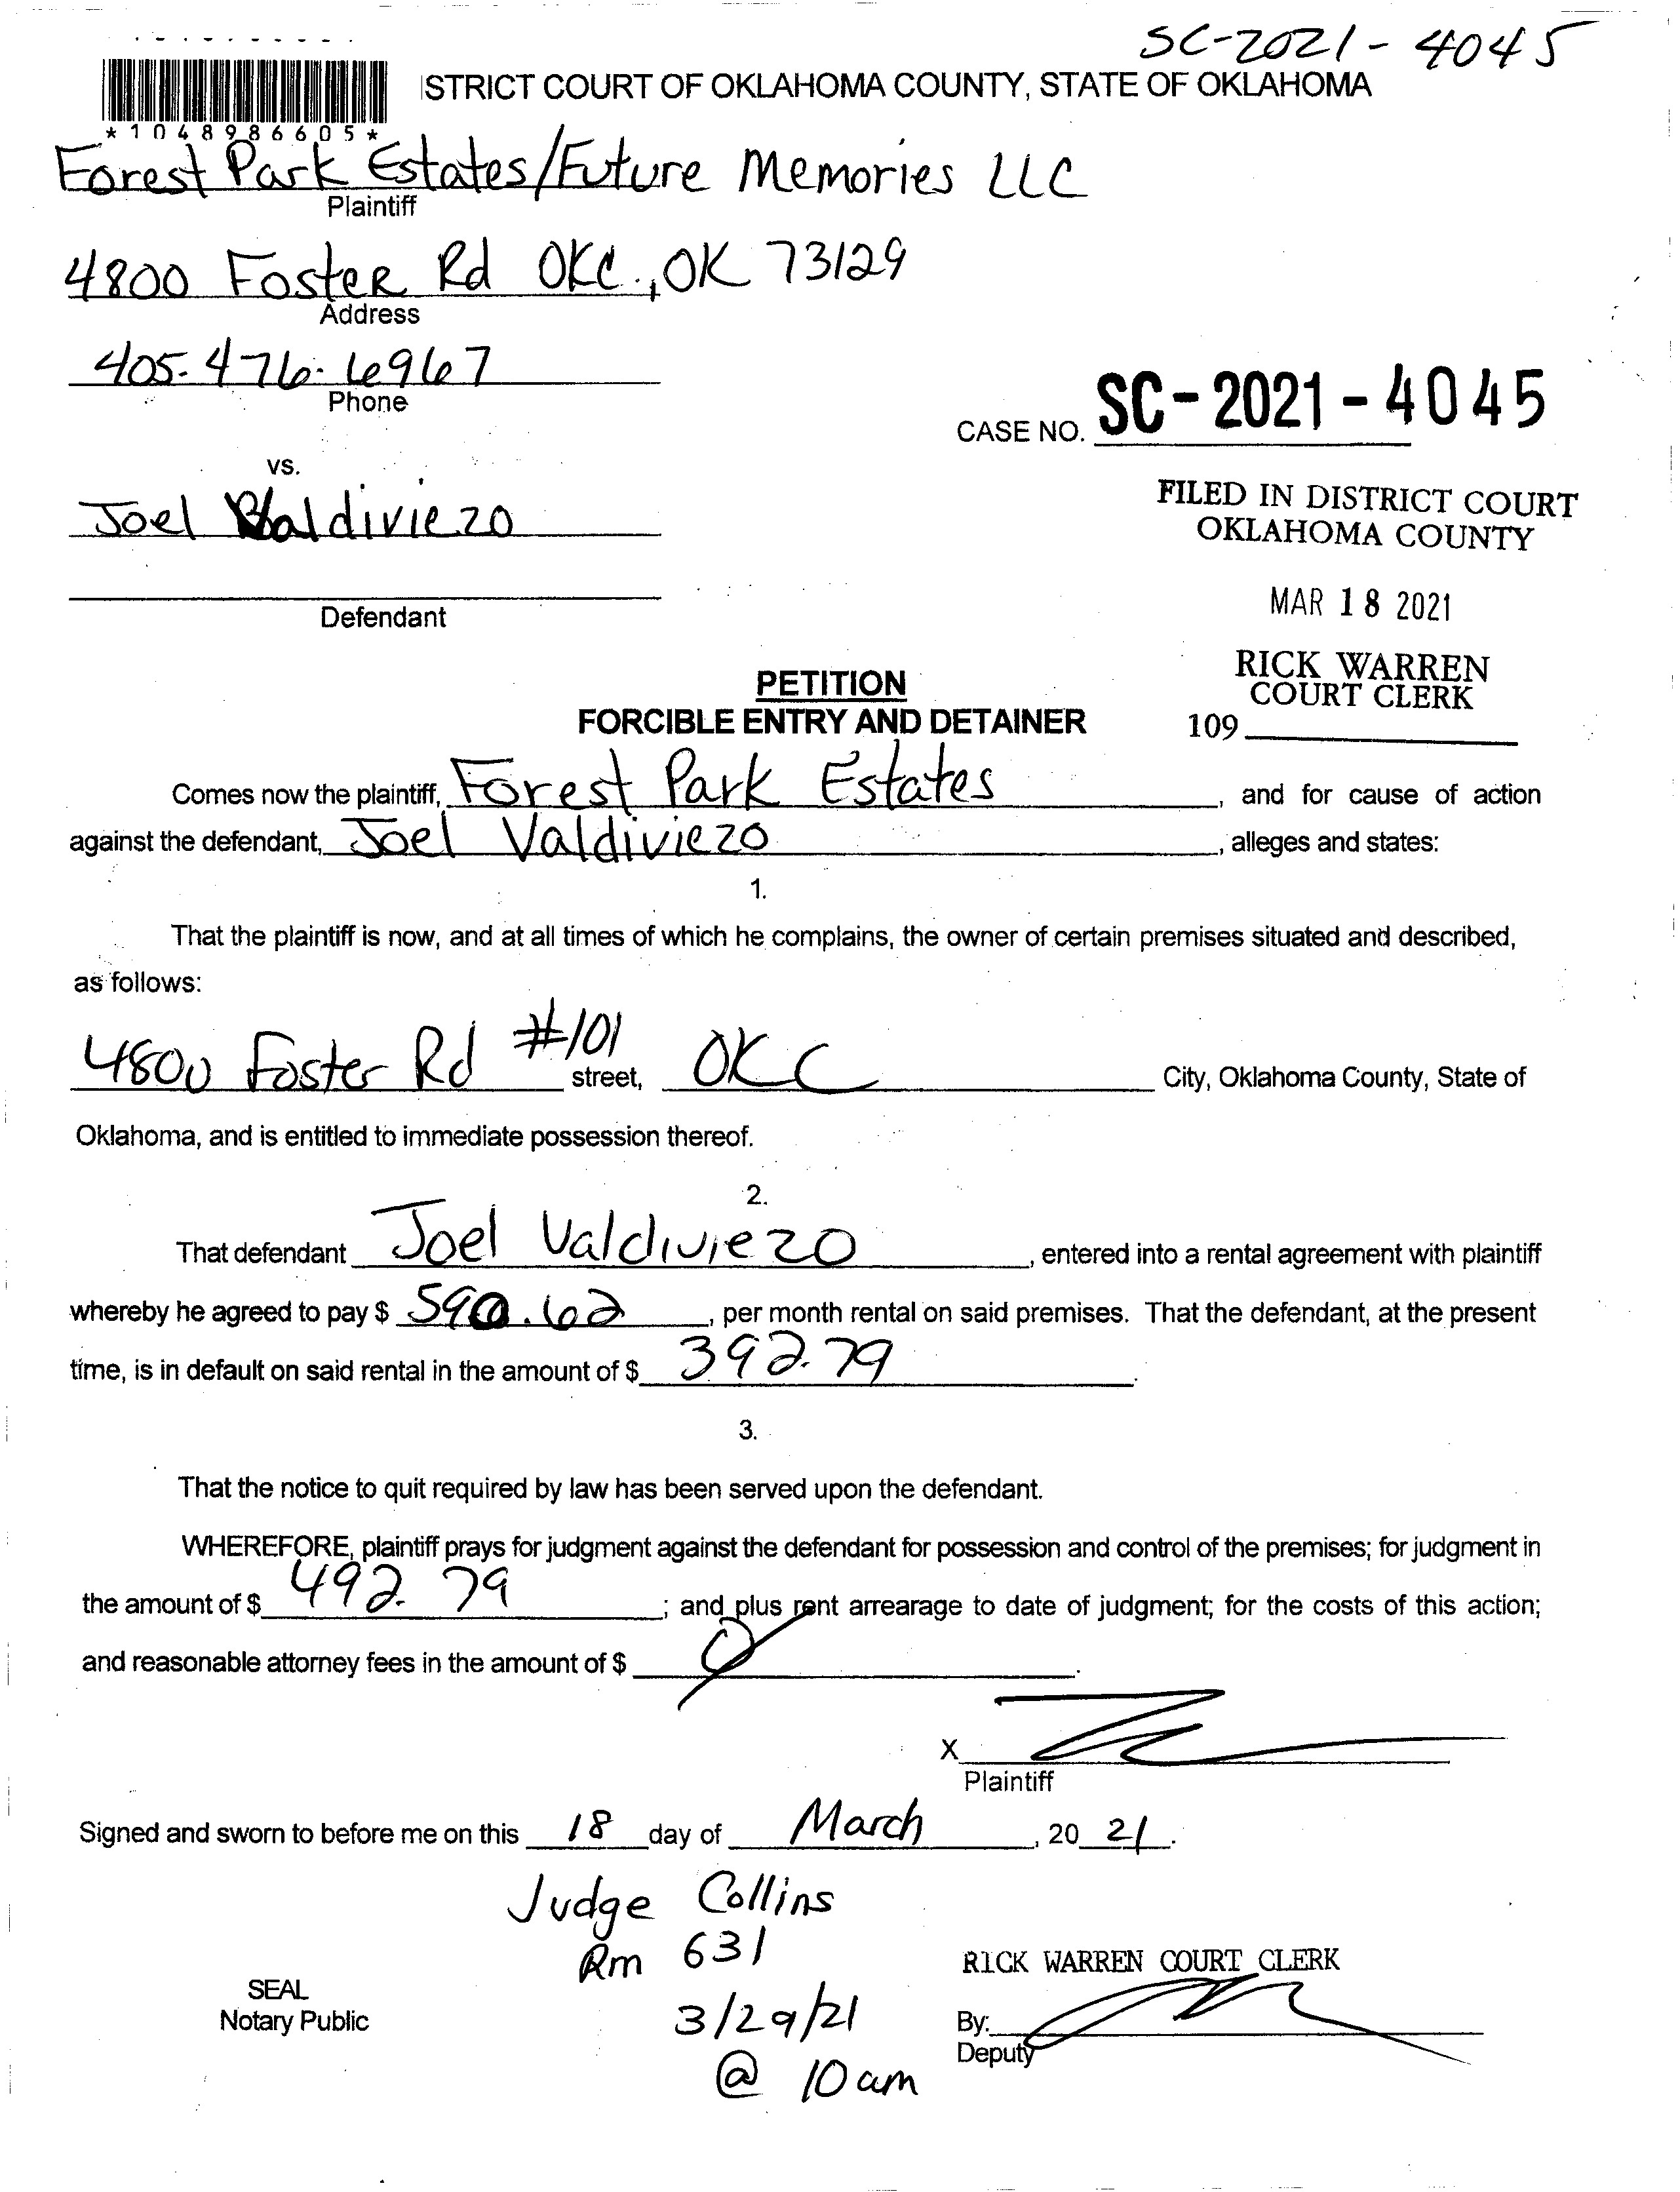 SC-2021-4045
ISTRICT COURT OF OKLAHOMA COUNTY, STATE OF OKLAHOMA
*1048986605*
Forest Park Estates/Future Memories LLC
Plaintiff
4800 Foster Rd OKC., OK 73129
Address
405-476-6967
Phone
CASE NO. SC-2021-4045
vs.
Joel Valdiviezo
FILED IN DISTRICT COURT
OKLAHOMA COUNTY
Defendant
MAR 18 2021
RICK WARREN
COURT CLERK
109
PETITION
FORCIBLE ENTRY AND DETAINER
Comes now the plaintiff, Forest Park Estates, and for cause of action
against the defendant, Joel Valdiviezo, alleges and states:
1.
That the plaintiff is now, and at all times of which he complains, the owner of certain premises situated and described,
as follows:
4800 Foster Rd #101 street, OKC City, Oklahoma County, State of
Oklahoma, and is entitled to immediate possession thereof.
2.
That defendant Joel Valdiviezo, entered into a rental agreement with plaintiff
whereby he agreed to pay $ , per month rental on said premises. That the defendant, at the present
time, is in default on said rental in the amount of $ 392.79.
3.
That the notice to quit required by law has been served upon the defendant.
WHEREFORE, plaintiff prays for judgment against the defendant for possession and control of the premises; for judgment in
the amount of $ 492.79; and plus rent arrearage to date of judgment; for the costs of this action;
and reasonable attorney fees in the amount of $ Ø.
X
Plaintiff
Signed and sworn to before me on this 18 day of March, 20 21.
Judge Collins
Rm 631
3/29/21
@ 10am
SEAL
Notary Public
RICK WARREN COURT CLERK
By:
Deputy